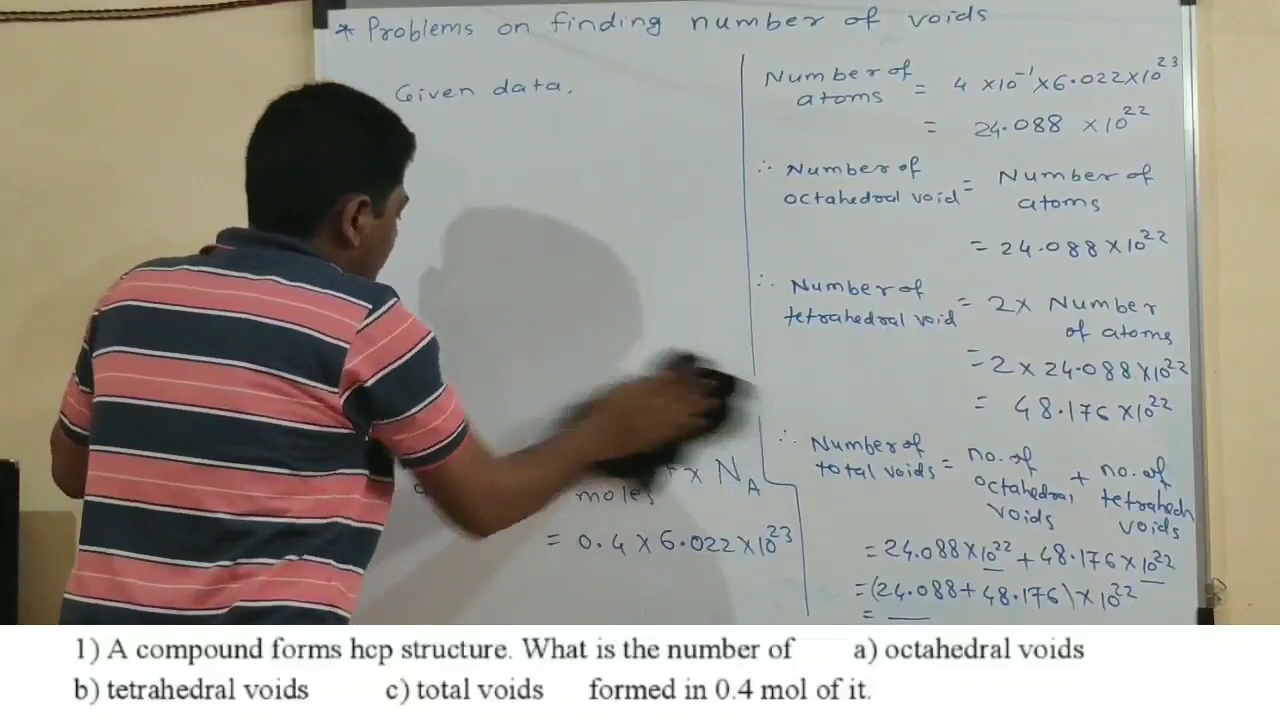 * Problems on finding number of voids
Given data,
moles × N_A
= 0.4 × 6.022 × 10^23
Number of atoms = 4 × 10^-1 × 6.022 × 10^23
= 24.088 × 10^22
∴ Number of octahedral void = Number of atoms
= 24.088 × 10^22
∴ Number of tetrahedral void = 2 × Number of atoms
= 2 × 24.088 × 10^22
= 48.176 × 10^22
∴ Number of total voids = no. of octahedral voids + no. of tetrahedr voids
= 24.088 × 10^22 + 48.176 × 10^22
= (24.088 + 48.176) × 10^22
=
1) A compound forms hcp structure. What is the number of a) octahedral voids
b) tetrahedral voids c) total voids formed in 0.4 mol of it.